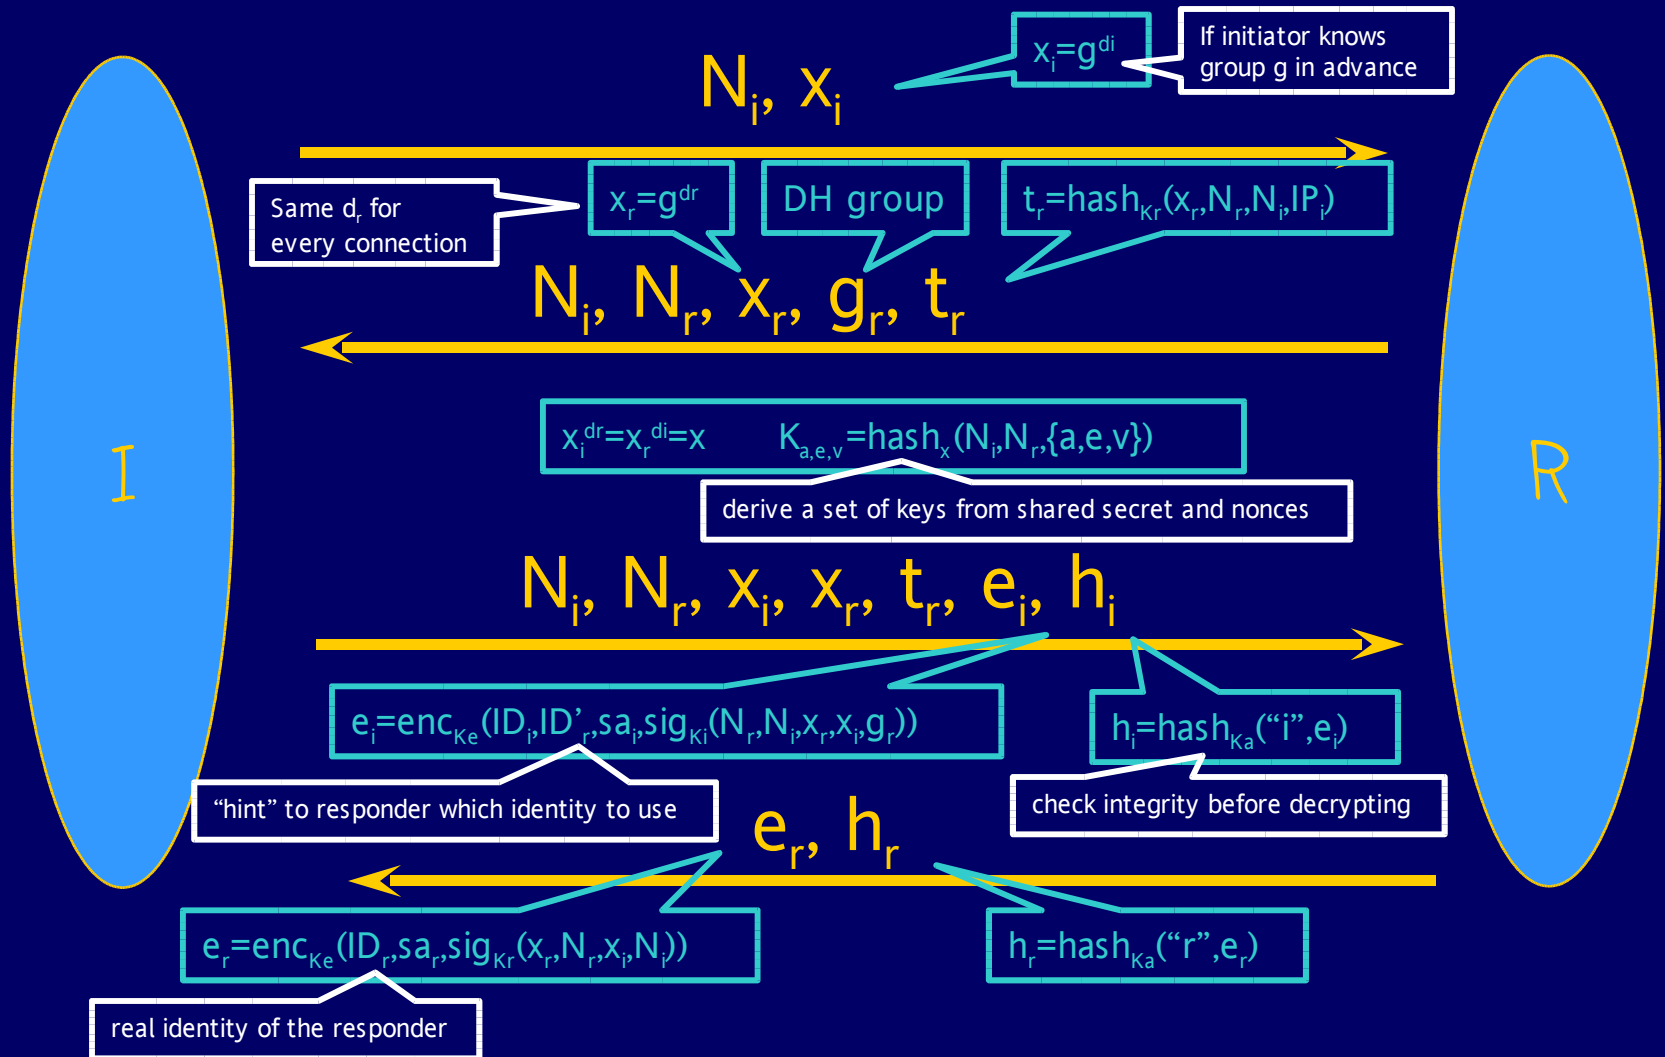 x_i=g^di
If initiator knows
group g in advance
N_i, x_i
Same d_r for
every connection
x_r=g^dr
DH group
t_r=hash_Kr(x_r,N_r,N_i,IP_i)
N_i, N_r, x_r, g_r, t_r
x_i^dr=x_r^di=x K_a,e,v=hash_x(N_i,N_r,{a,e,v})
I
R
derive a set of keys from shared secret and nonces
N_i, N_r, x_i, x_r, t_r, e_i, h_i
e_i=enc_Ke(ID_i,ID’_r,sa_i,sig_Ki(N_r,N_i,x_r,x_i,g_r))
h_i=hash_Ka(“i”,e_i)
“hint” to responder which identity to use
check integrity before decrypting
e_r, h_r
e_r=enc_Ke(ID_r,sa_r,sig_Kr(x_r,N_r,x_i,N_i))
h_r=hash_Ka(“r”,e_r)
real identity of the responder